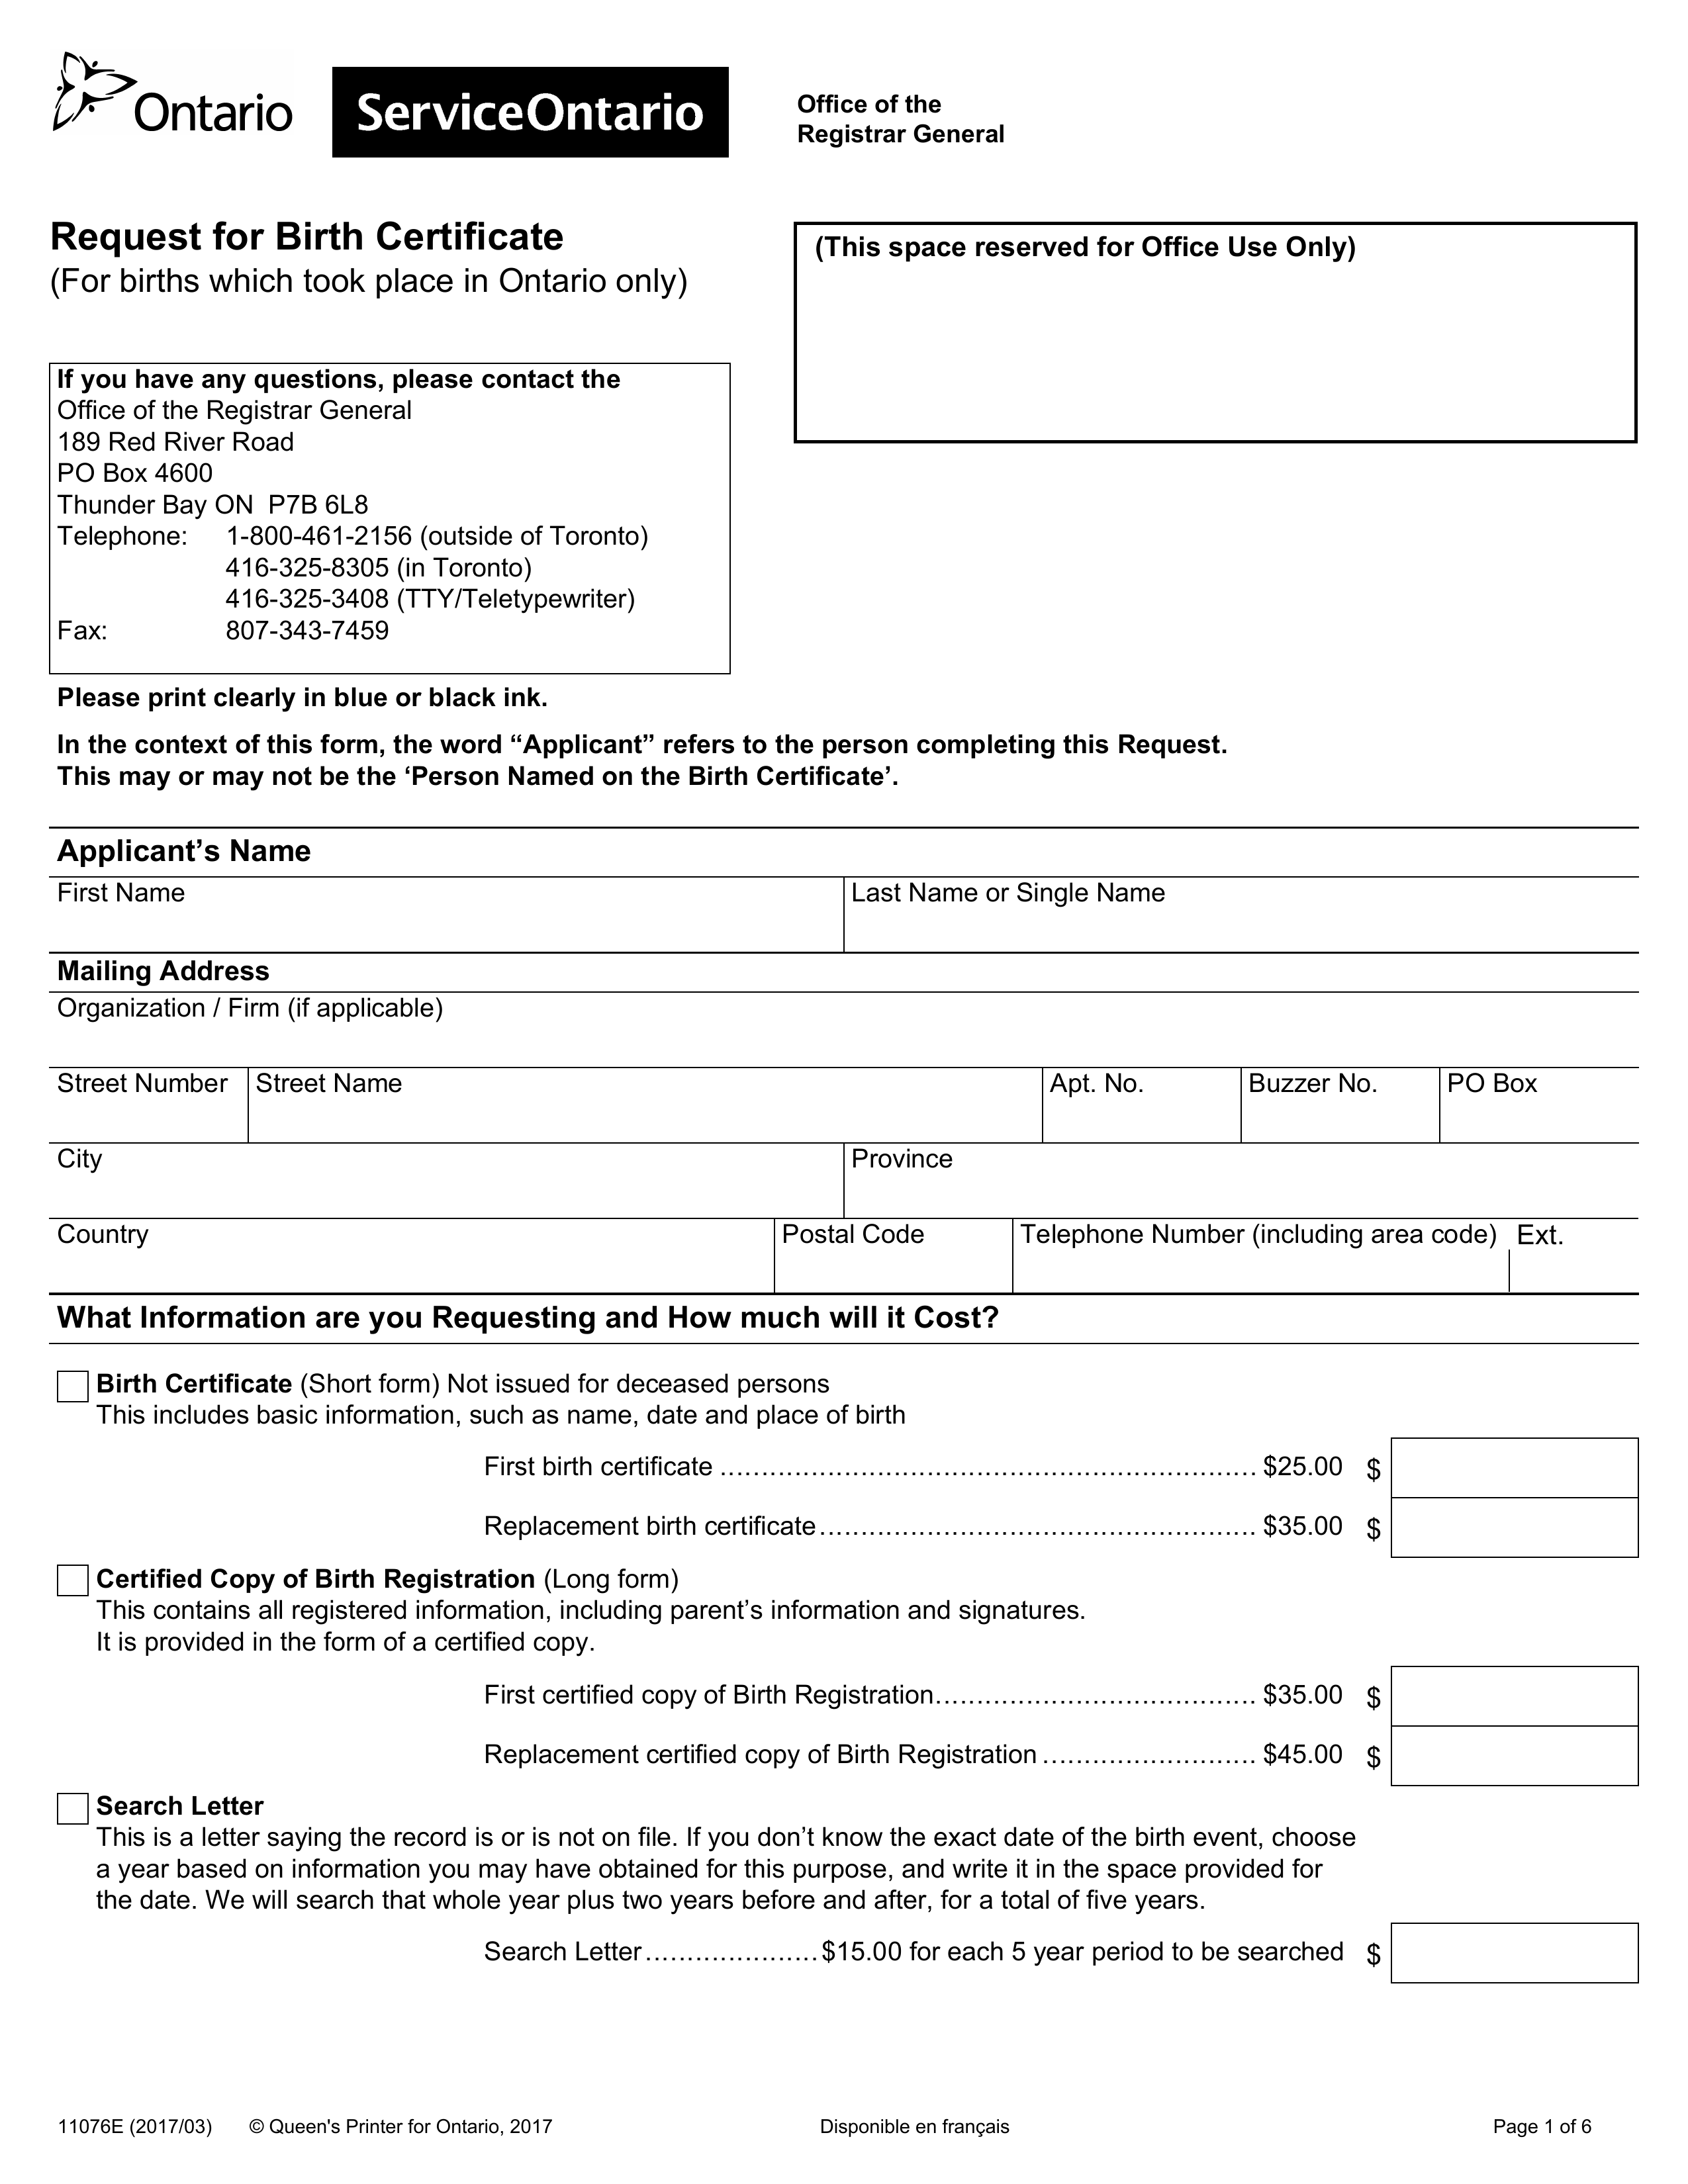 Ontario
ServiceOntario
Office of the
Registrar General
Request for Birth Certificate
(For births which took place in Ontario only)
(This space reserved for Office Use Only)
If you have any questions, please contact the
Office of the Registrar General
189 Red River Road
PO Box 4600
Thunder Bay ON  P7B 6L8
Telephone: 1-800-461-2156 (outside of Toronto)
416-325-8305 (in Toronto)
416-325-3408 (TTY/Teletypewriter)
Fax: 807-343-7459
Please print clearly in blue or black ink.
In the context of this form, the word “Applicant” refers to the person completing this Request.
This may or may not be the ‘Person Named on the Birth Certificate’.
Applicant’s Name
First Name Last Name or Single Name
Mailing Address
Organization / Firm (if applicable)
Street Number Street Name Apt. No. Buzzer No. PO Box
City Province
Country Postal Code Telephone Number (including area code) Ext.
What Information are you Requesting and How much will it Cost?
Birth Certificate (Short form) Not issued for deceased persons
This includes basic information, such as name, date and place of birth
First birth certificate ................................................................ $25.00 $
Replacement birth certificate.................................................... $35.00 $
Certified Copy of Birth Registration (Long form)
This contains all registered information, including parent’s information and signatures.
It is provided in the form of a certified copy.
First certified copy of Birth Registration...................................... $35.00 $
Replacement certified copy of Birth Registration .......................... $45.00 $
Search Letter
This is a letter saying the record is or is not on file. If you don’t know the exact date of the birth event, choose
a year based on information you may have obtained for this purpose, and write it in the space provided for
the date. We will search that whole year plus two years before and after, for a total of five years.
Search Letter.....................$15.00 for each 5 year period to be searched $
11076E (2017/03) © Queen's Printer for Ontario, 2017 Disponible en français Page 1 of 6